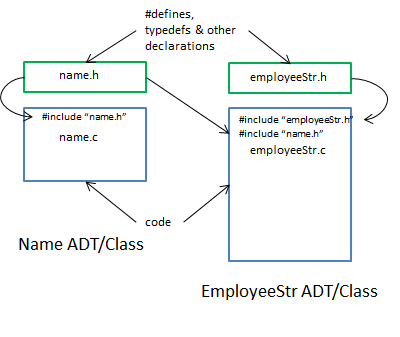 #defines,
typedefs & other
declarations
name.h
employeeStr.h
#include “name.h”
name.c
#include “employeeStr.h”
#include “name.h”
employeeStr.c
code
Name ADT/Class
EmployeeStr ADT/Class